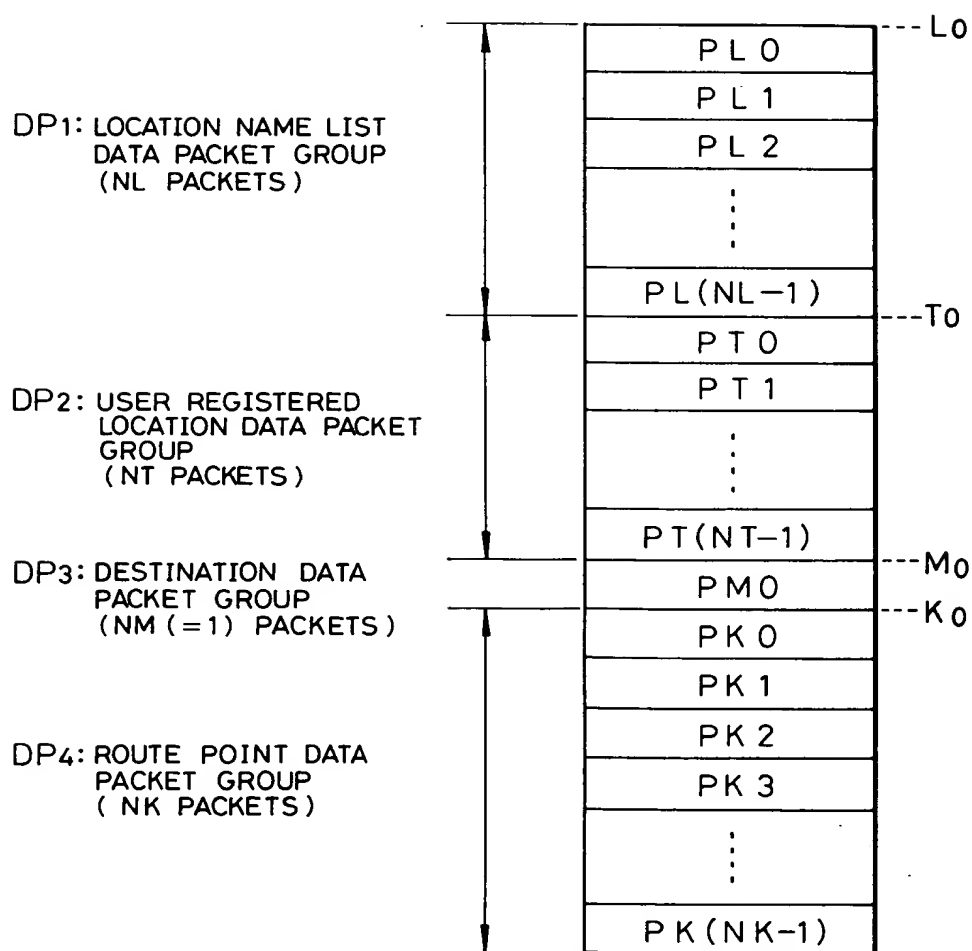 L0
PL0
PL1
DP1: LOCATION NAME LIST
DATA PACKET GROUP
(NL PACKETS)
PL2
PL(NL-1)
T0
PT0
PT1
DP2: USER REGISTERED
LOCATION DATA PACKET
GROUP
(NT PACKETS)
PT(NT-1)
M0
DP3: DESTINATION DATA
PACKET GROUP
(NM (=1) PACKETS)
PM0
K0
PK0
PK1
PK2
DP4: ROUTE POINT DATA
PACKET GROUP
(NK PACKETS)
PK3
PK(NK-1)